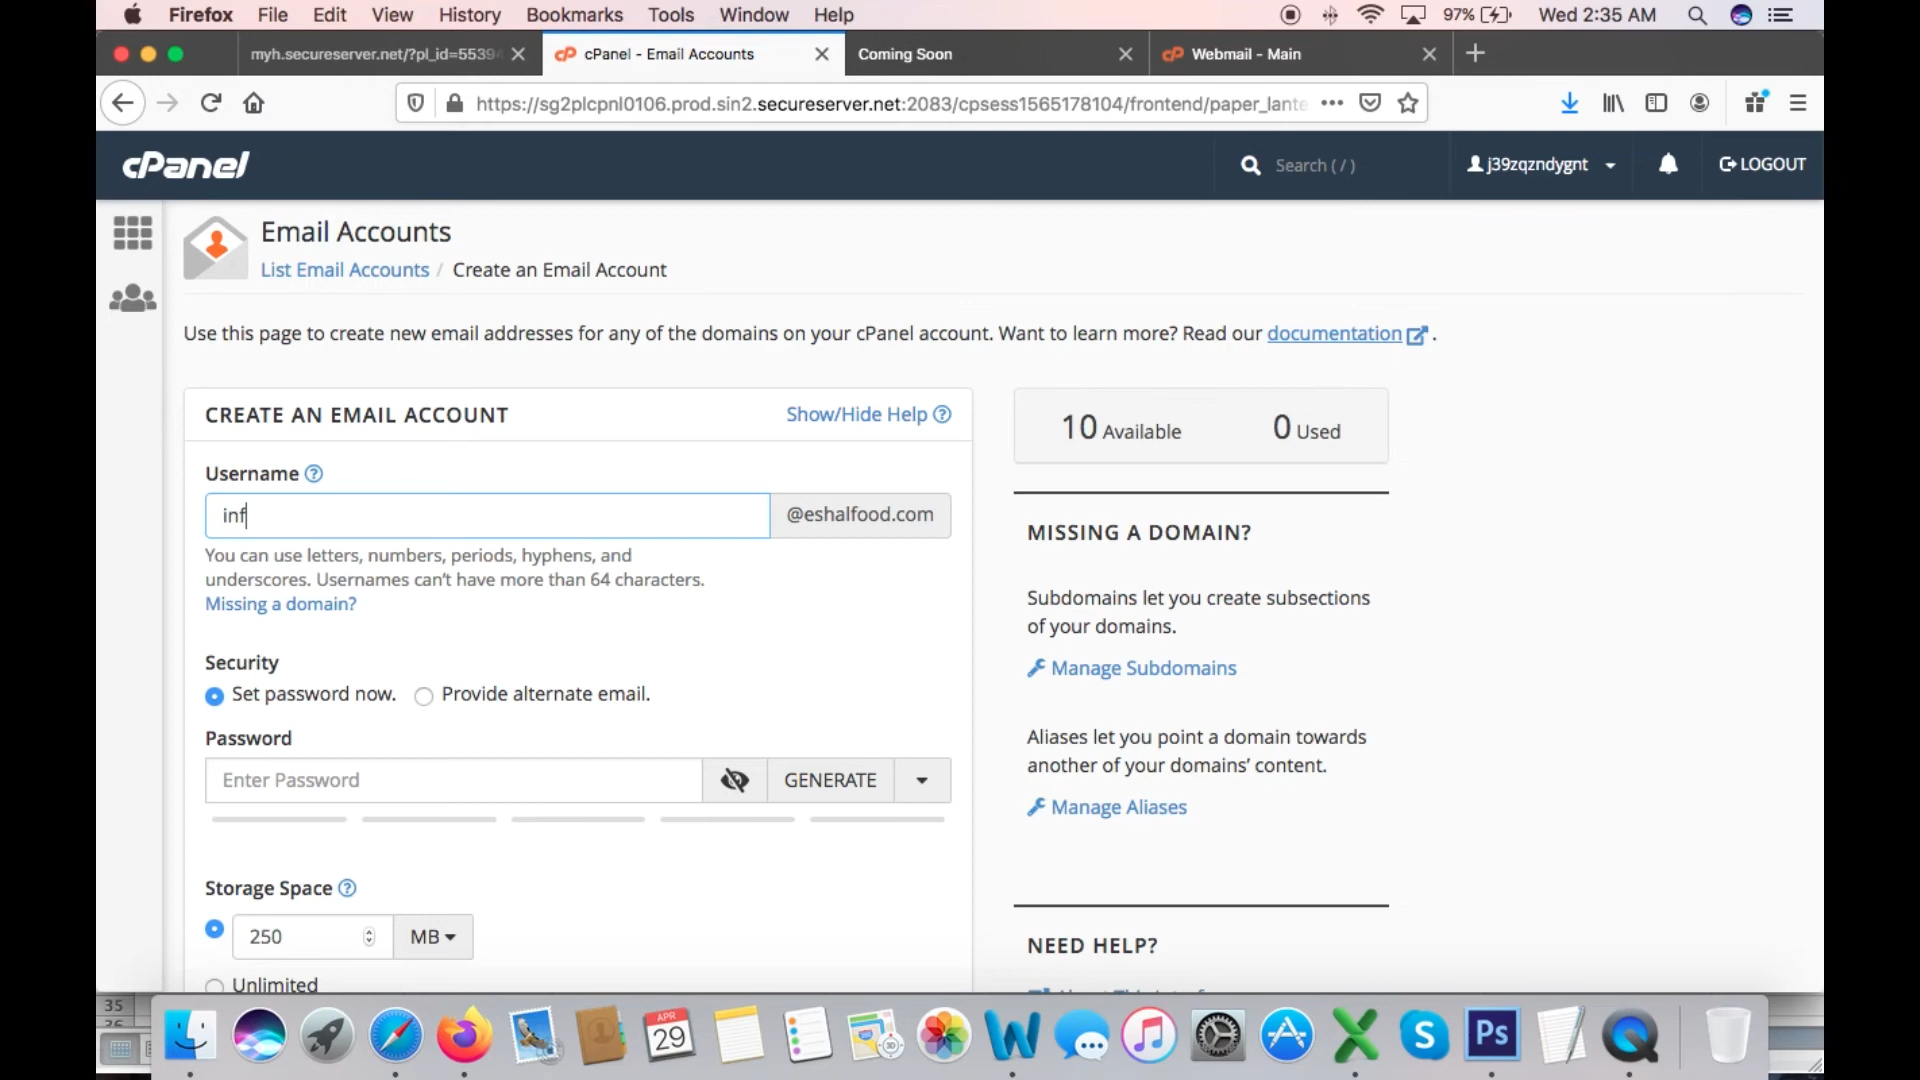 Firefox File Edit View History Bookmarks Tools Window Help 97% Wed 2:35 AM
myh.secureserver.net/?pl_id=5539 cPanel - Email Accounts Coming Soon Webmail - Main
https://sg2plcpnl0106.prod.sin2.secureserver.net:2083/cpsess1565178104/frontend/paper_lante
cPanel Search ( / ) j39zqzndygnt LOGOUT
Email Accounts
List Email Accounts / Create an Email Account
Use this page to create new email addresses for any of the domains on your cPanel account. Want to learn more? Read our documentation .
CREATE AN EMAIL ACCOUNT Show/Hide Help
10 Available 0 Used
Username
inf @eshalfood.com
You can use letters, numbers, periods, hyphens, and
underscores. Usernames can't have more than 64 characters.
Missing a domain?
Security
Set password now. Provide alternate email.
Password
Enter Password GENERATE
Storage Space
250 MB
Unlimited
MISSING A DOMAIN?
Subdomains let you create subsections
of your domains.
Manage Subdomains
Aliases let you point a domain towards
another of your domains' content.
Manage Aliases
NEED HELP?
35
APR
29
Ps